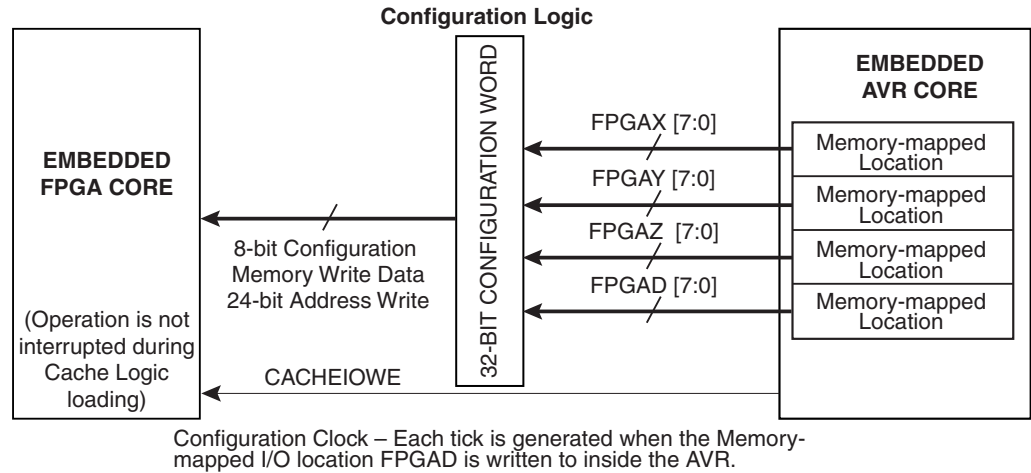 Configuration Logic
EMBEDDED
FPGA CORE
(Operation is not
interrupted during
Cache Logic
loading)
8-bit Configuration
Memory Write Data
24-bit Address Write
CACHEIOWE
32-BIT CONFIGURATION WORD
FPGAX [7:0]
FPGAY [7:0]
FPGAZ [7:0]
FPGAD [7:0]
EMBEDDED
AVR CORE
Memory-mapped
Location
Memory-mapped
Location
Memory-mapped
Location
Memory-mapped
Location
Configuration Clock – Each tick is generated when the Memory-
mapped I/O location FPGAD is written to inside the AVR.